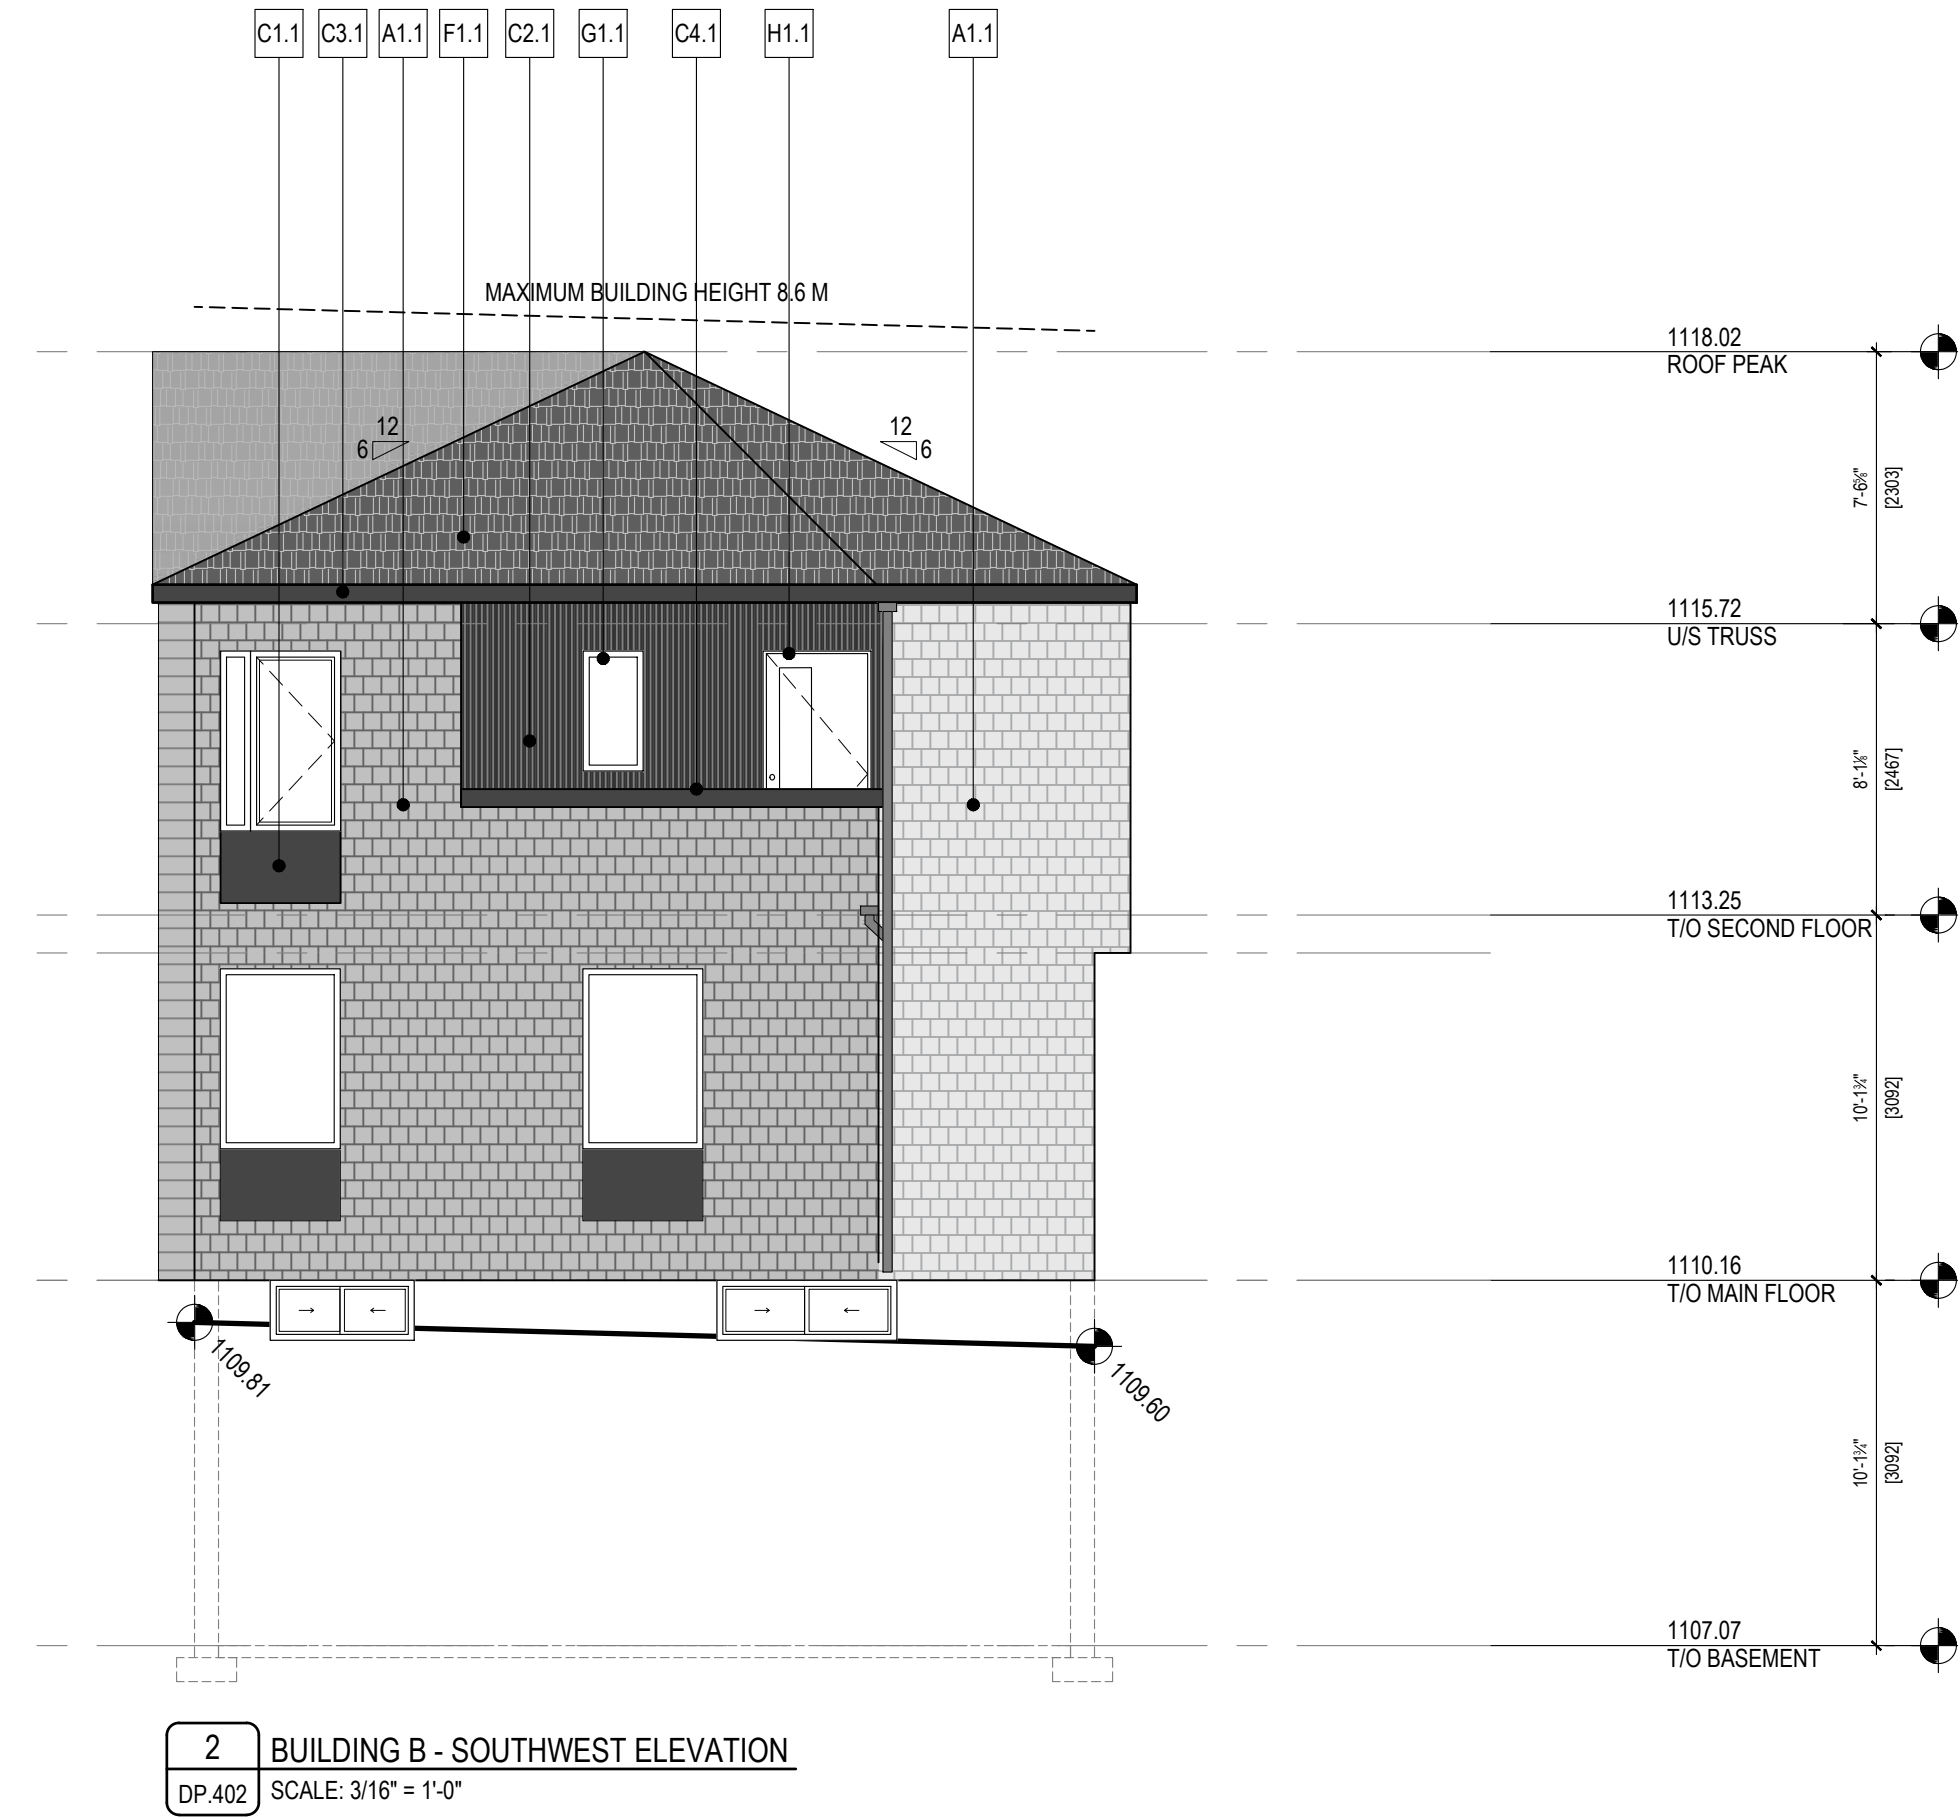 C1.1 C3.1 A1.1 F1.1 C2.1 G1.1 C4.1 H1.1 A1.1
MAXIMUM BUILDING HEIGHT 8.6 M
1118.02
ROOF PEAK
12
6
12
6
7'-6⅝"
[2303]
1115.72
U/S TRUSS
8'-1⅛"
[2467]
1113.25
T/O SECOND FLOOR
10'-1¾"
[3092]
1110.16
T/O MAIN FLOOR
1109.81
1109.60
10'-1¾"
[3092]
1107.07
T/O BASEMENT
2
BUILDING B - SOUTHWEST ELEVATION
DP.402
SCALE: 3/16" = 1'-0"